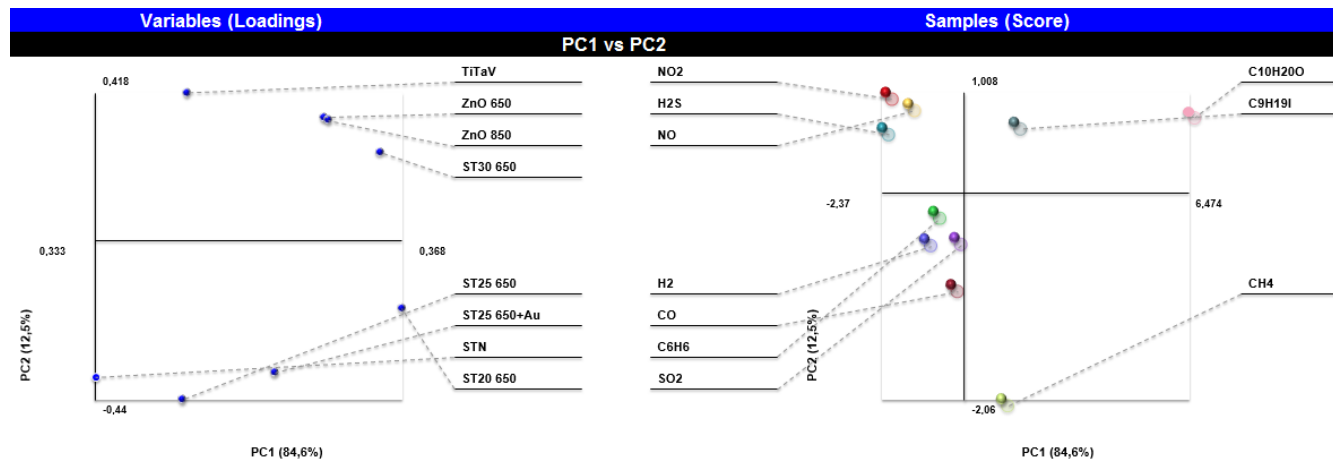 Variables (Loadings)
Samples (Score)
PC1 vs PC2
0,418
TiTaV
ZnO 650
ZnO 850
ST30 650
0,333
0,368
ST25 650
ST25 650+Au
STN
ST20 650
-0,44
PC2 (12,5%)
PC1 (84,6%)
NO2
H2S
NO
1,008
C10H20O
C9H19I
-2,37
6,474
H2
CO
C6H6
SO2
CH4
-2,06
PC2 (12,5%)
PC1 (84,6%)